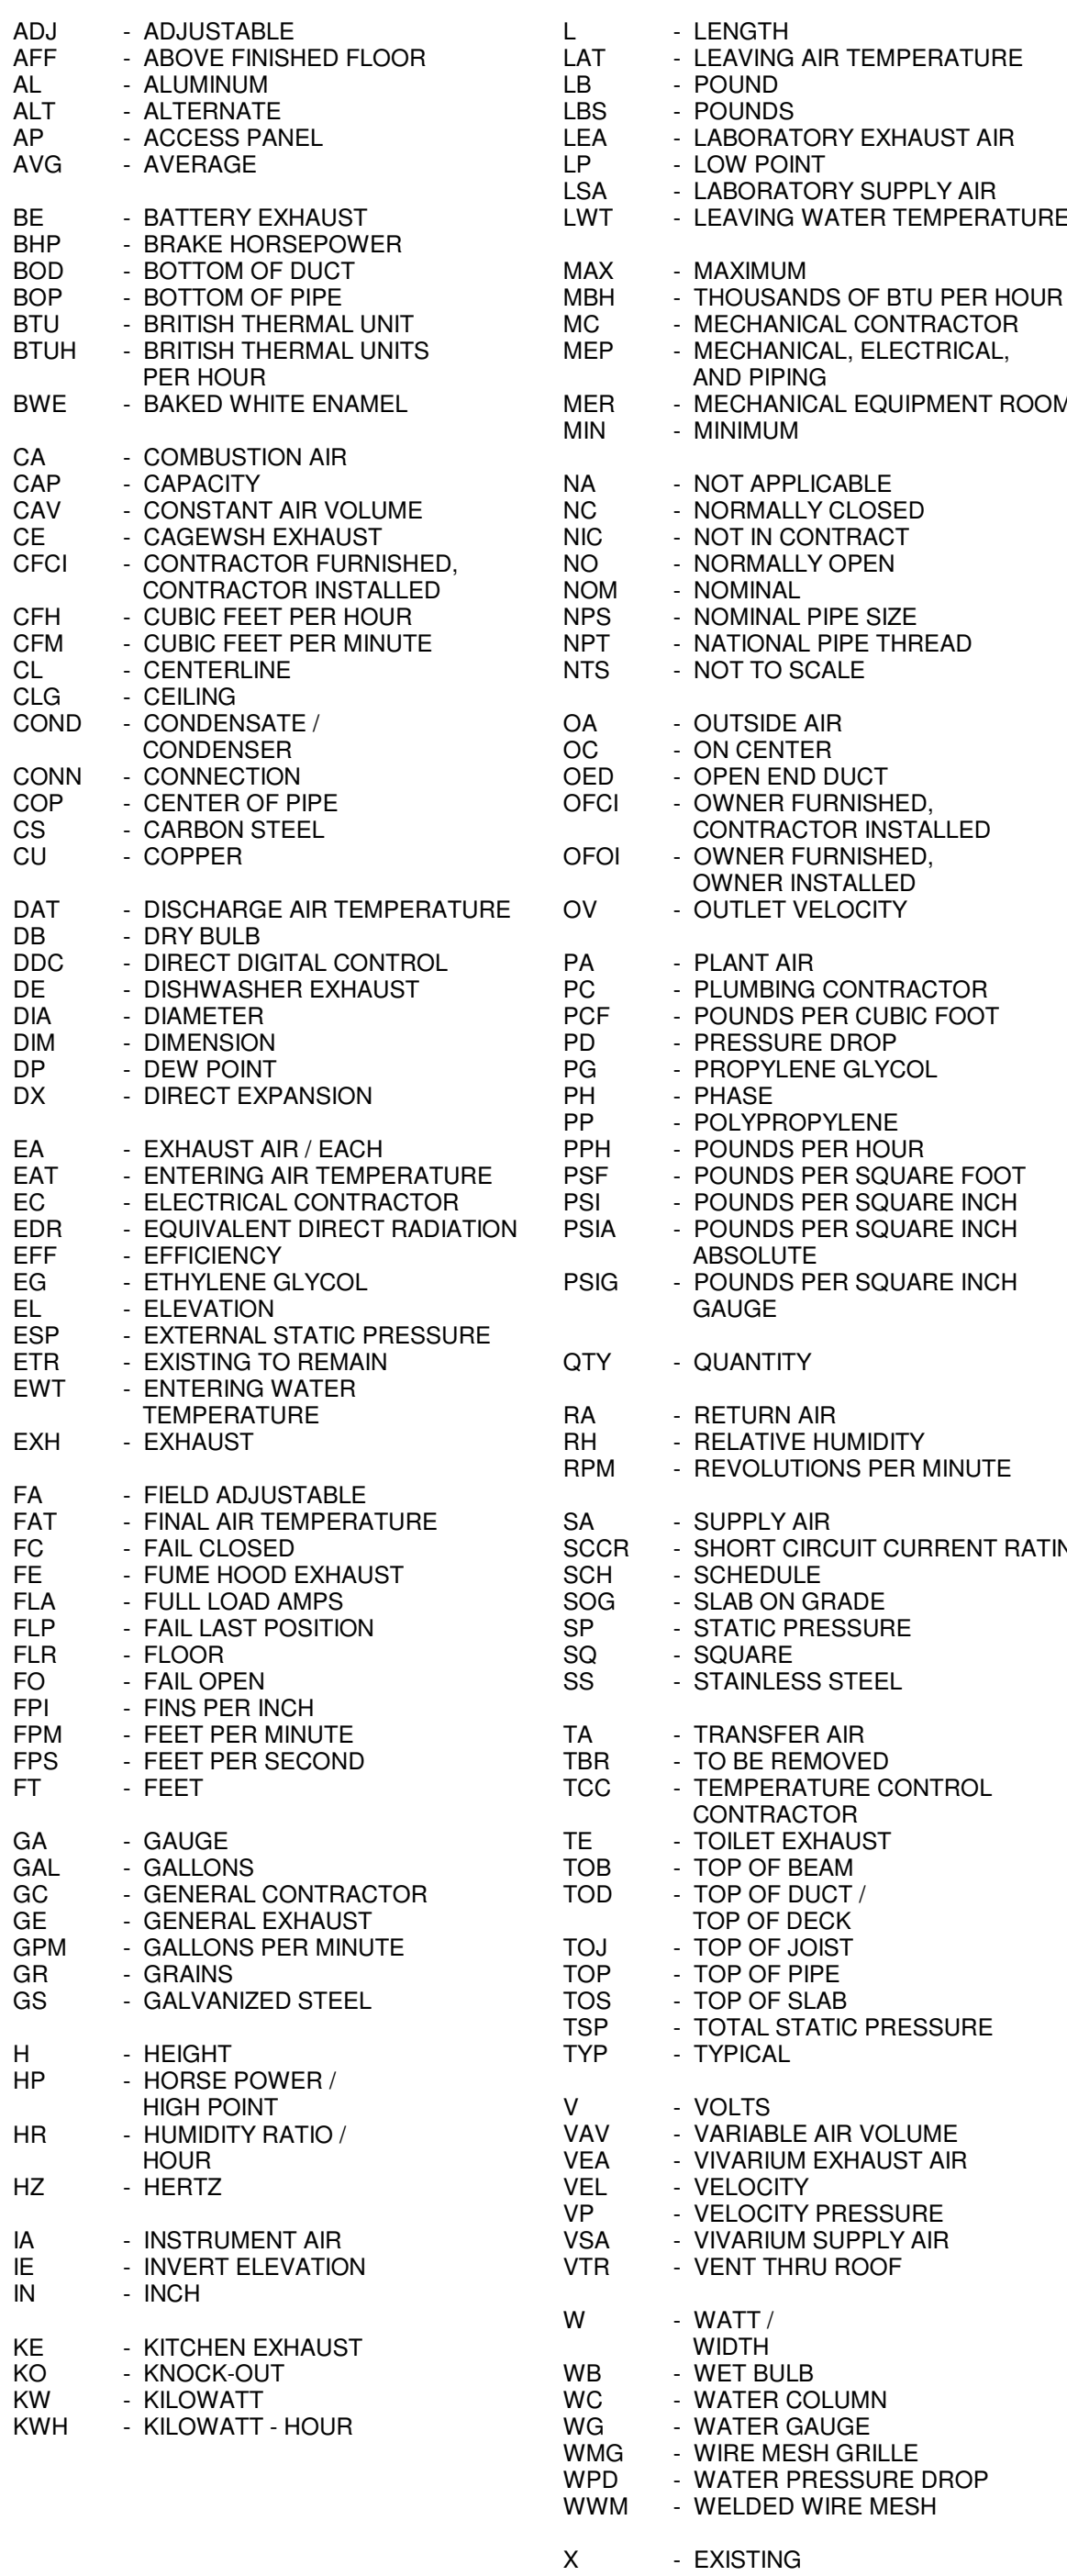 ADJ - ADJUSTABLE
AFF - ABOVE FINISHED FLOOR
AL - ALUMINUM
ALT - ALTERNATE
AP - ACCESS PANEL
AVG - AVERAGE
BE - BATTERY EXHAUST
BHP - BRAKE HORSEPOWER
BOD - BOTTOM OF DUCT
BOP - BOTTOM OF PIPE
BTU - BRITISH THERMAL UNIT
BTUH - BRITISH THERMAL UNITS
PER HOUR
BWE - BAKED WHITE ENAMEL
CA - COMBUSTION AIR
CAP - CAPACITY
CAV - CONSTANT AIR VOLUME
CE - CAGEWSH EXHAUST
CFCI - CONTRACTOR FURNISHED,
CONTRACTOR INSTALLED
CFH - CUBIC FEET PER HOUR
CFM - CUBIC FEET PER MINUTE
CL - CENTERLINE
CLG - CEILING
COND - CONDENSATE /
CONDENSER
CONN - CONNECTION
COP - CENTER OF PIPE
CS - CARBON STEEL
CU - COPPER
DAT - DISCHARGE AIR TEMPERATURE
DB - DRY BULB
DDC - DIRECT DIGITAL CONTROL
DE - DISHWASHER EXHAUST
DIA - DIAMETER
DIM - DIMENSION
DP - DEW POINT
DX - DIRECT EXPANSION
EA - EXHAUST AIR / EACH
EAT - ENTERING AIR TEMPERATURE
EC - ELECTRICAL CONTRACTOR
EDR - EQUIVALENT DIRECT RADIATION
EFF - EFFICIENCY
EG - ETHYLENE GLYCOL
EL - ELEVATION
ESP - EXTERNAL STATIC PRESSURE
ETR - EXISTING TO REMAIN
EWT - ENTERING WATER
TEMPERATURE
EXH - EXHAUST
FA - FIELD ADJUSTABLE
FAT - FINAL AIR TEMPERATURE
FC - FAIL CLOSED
FE - FUME HOOD EXHAUST
FLA - FULL LOAD AMPS
FLP - FAIL LAST POSITION
FLR - FLOOR
FO - FAIL OPEN
FPI - FINS PER INCH
FPM - FEET PER MINUTE
FPS - FEET PER SECOND
FT - FEET
GA - GAUGE
GAL - GALLONS
GC - GENERAL CONTRACTOR
GE - GENERAL EXHAUST
GPM - GALLONS PER MINUTE
GR - GRAINS
GS - GALVANIZED STEEL
H - HEIGHT
HP - HORSE POWER /
HIGH POINT
HR - HUMIDITY RATIO /
HOUR
HZ - HERTZ
IA - INSTRUMENT AIR
IE - INVERT ELEVATION
IN - INCH
KE - KITCHEN EXHAUST
KO - KNOCK-OUT
KW - KILOWATT
KWH - KILOWATT - HOUR
L - LENGTH
LAT - LEAVING AIR TEMPERATURE
LB - POUND
LBS - POUNDS
LEA - LABORATORY EXHAUST AIR
LP - LOW POINT
LSA - LABORATORY SUPPLY AIR
LWT - LEAVING WATER TEMPERATURE
MAX - MAXIMUM
MBH - THOUSANDS OF BTU PER HOUR
MC - MECHANICAL CONTRACTOR
MEP - MECHANICAL, ELECTRICAL,
AND PIPING
MER - MECHANICAL EQUIPMENT ROOM
MIN - MINIMUM
NA - NOT APPLICABLE
NC - NORMALLY CLOSED
NIC - NOT IN CONTRACT
NO - NORMALLY OPEN
NOM - NOMINAL
NPS - NOMINAL PIPE SIZE
NPT - NATIONAL PIPE THREAD
NTS - NOT TO SCALE
OA - OUTSIDE AIR
OC - ON CENTER
OED - OPEN END DUCT
OFCI - OWNER FURNISHED,
CONTRACTOR INSTALLED
OFOI - OWNER FURNISHED,
OWNER INSTALLED
OV - OUTLET VELOCITY
PA - PLANT AIR
PC - PLUMBING CONTRACTOR
PCF - POUNDS PER CUBIC FOOT
PD - PRESSURE DROP
PG - PROPYLENE GLYCOL
PH - PHASE
PP - POLYPROPYLENE
PPH - POUNDS PER HOUR
PSF - POUNDS PER SQUARE FOOT
PSI - POUNDS PER SQUARE INCH
PSIA - POUNDS PER SQUARE INCH
ABSOLUTE
PSIG - POUNDS PER SQUARE INCH
GAUGE
QTY - QUANTITY
RA - RETURN AIR
RH - RELATIVE HUMIDITY
RPM - REVOLUTIONS PER MINUTE
SA - SUPPLY AIR
SCCR - SHORT CIRCUIT CURRENT RATIN
SCH - SCHEDULE
SOG - SLAB ON GRADE
SP - STATIC PRESSURE
SQ - SQUARE
SS - STAINLESS STEEL
TA - TRANSFER AIR
TBR - TO BE REMOVED
TCC - TEMPERATURE CONTROL
CONTRACTOR
TE - TOILET EXHAUST
TOB - TOP OF BEAM
TOD - TOP OF DUCT /
TOP OF DECK
TOJ - TOP OF JOIST
TOP - TOP OF PIPE
TOS - TOP OF SLAB
TSP - TOTAL STATIC PRESSURE
TYP - TYPICAL
V - VOLTS
VAV - VARIABLE AIR VOLUME
VEA - VIVARIUM EXHAUST AIR
VEL - VELOCITY
VP - VELOCITY PRESSURE
VSA - VIVARIUM SUPPLY AIR
VTR - VENT THRU ROOF
W - WATT /
WIDTH
WB - WET BULB
WC - WATER COLUMN
WG - WATER GAUGE
WMG - WIRE MESH GRILLE
WPD - WATER PRESSURE DROP
WWM - WELDED WIRE MESH
X - EXISTING